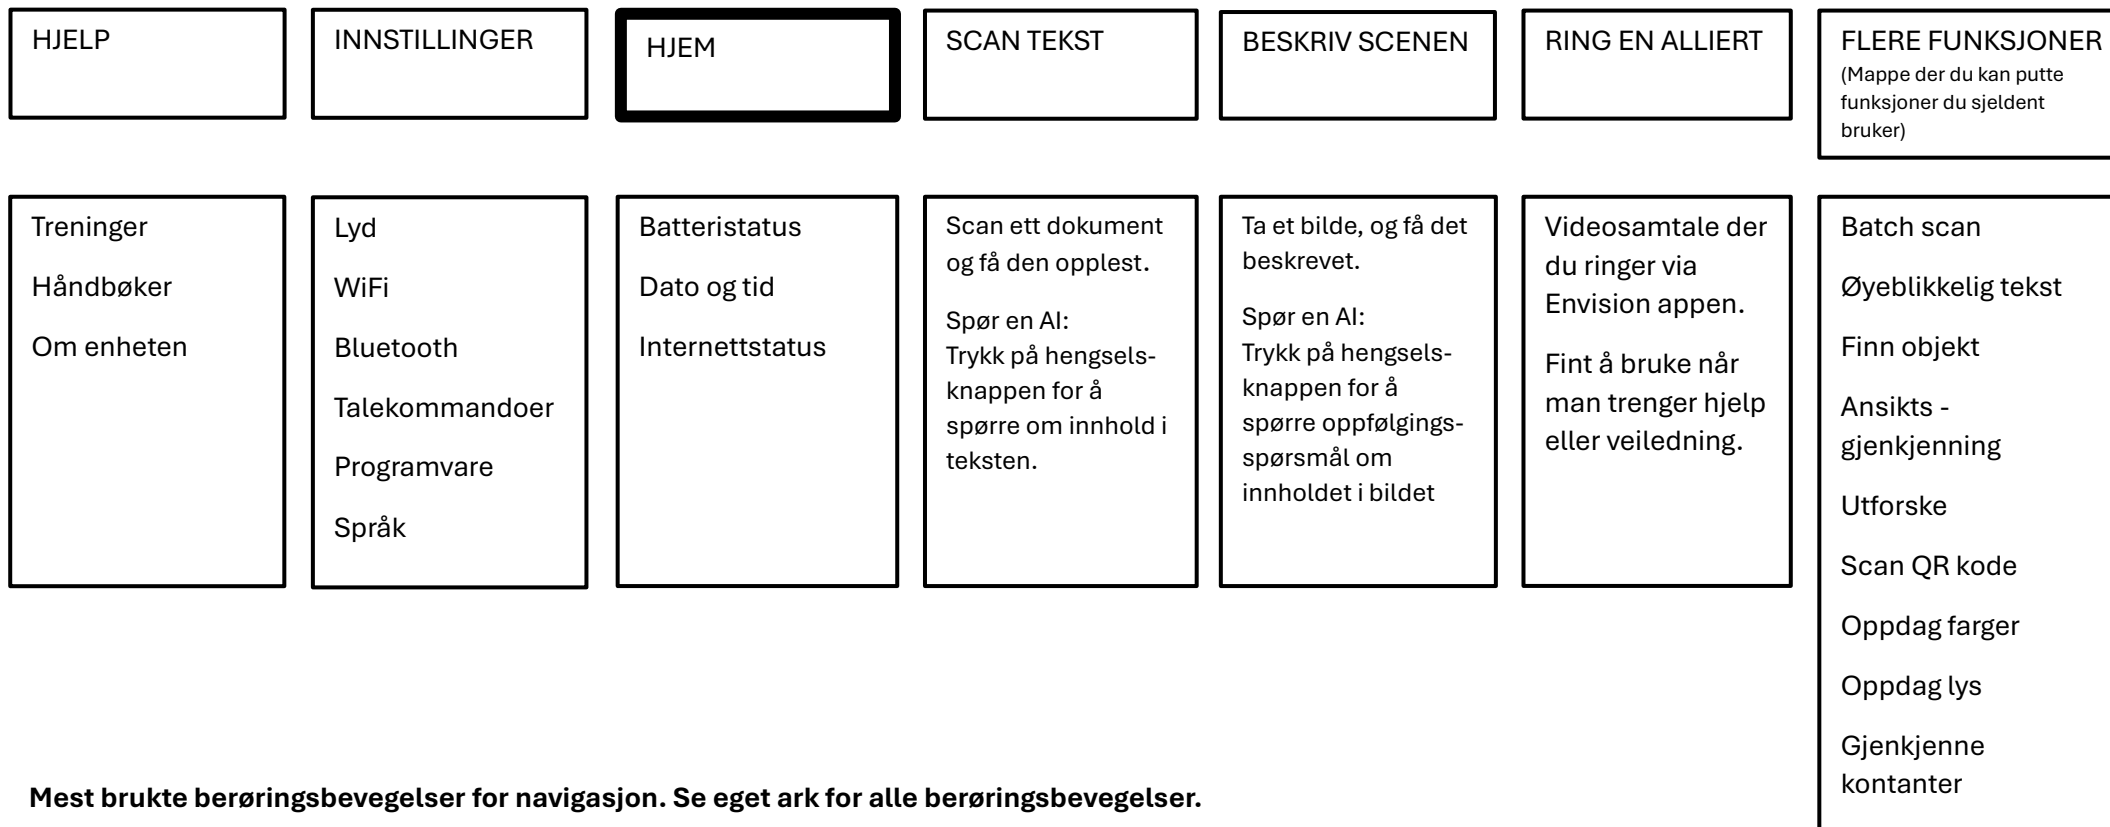 HJELP
INNSTILLINGER
HJEM
SCAN TEKST
BESKRIV SCENEN
RING EN ALLIERT
FLERE FUNKSJONER
(Mappe der du kan putte
funksjoner du sjeldent
bruker)
Treninger
Håndbøker
Om enheten
Lyd
WiFi
Bluetooth
Talekommandoer
Programvare
Språk
Batteristatus
Dato og tid
Internettstatus
Scan ett dokument
og få den opplest.
Spør en AI:
Trykk på hengsels-
knappen for å
spørre om innhold i
teksten.
Ta et bilde, og få det
beskrevet.
Spør en AI:
Trykk på hengsels-
knappen for å
spørre oppfølgings-
spørsmål om
innholdet i bildet
Videosamtale der
du ringer via
Envision appen.
Fint å bruke når
man trenger hjelp
eller veiledning.
Batch scan
Øyeblikkelig tekst
Finn objekt
Ansikts -
gjenkjenning
Utforske
Scan QR kode
Oppdag farger
Oppdag lys
Gjenkjenne
kontanter
Mest brukte berøringsbevegelser for navigasjon. Se eget ark for alle berøringsbevegelser.